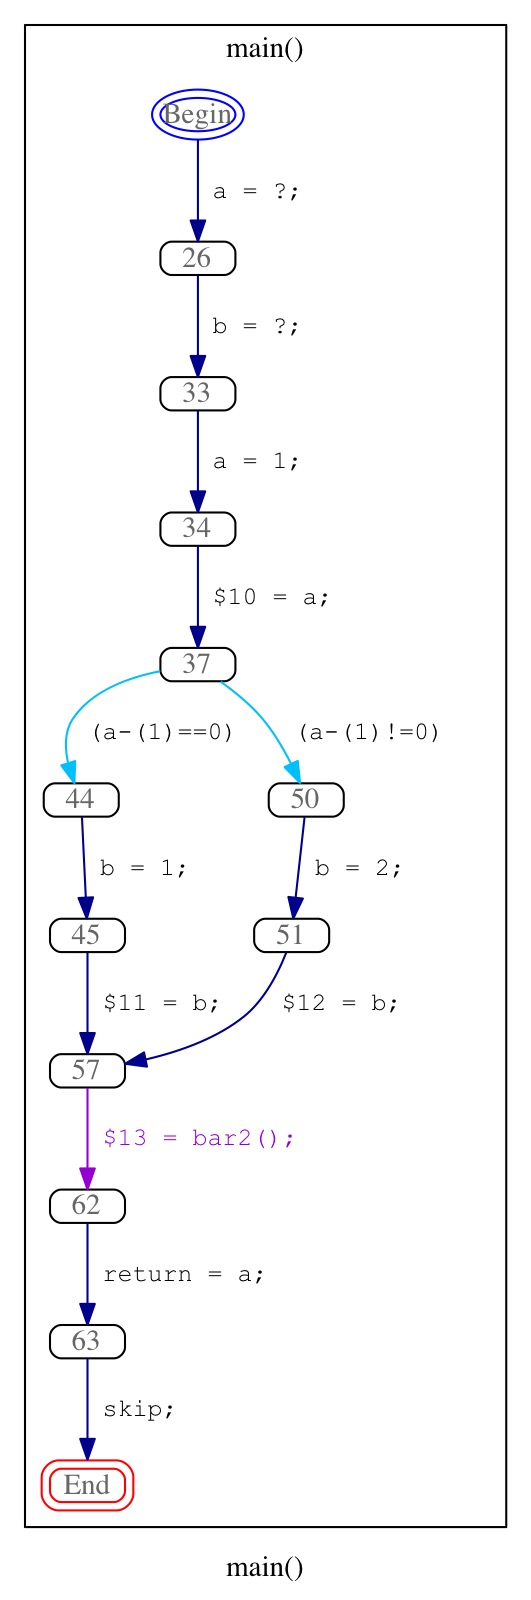 main()
Begin
a = ?;
26
b = ?;
33
a = 1;
34
$10 = a;
37
(a-(1)==0) (a-(1)!=0)
44 50
b = 1; b = 2;
45 51
$11 = b; $12 = b;
57
$13 = bar2();
62
return = a;
63
skip;
End
main()